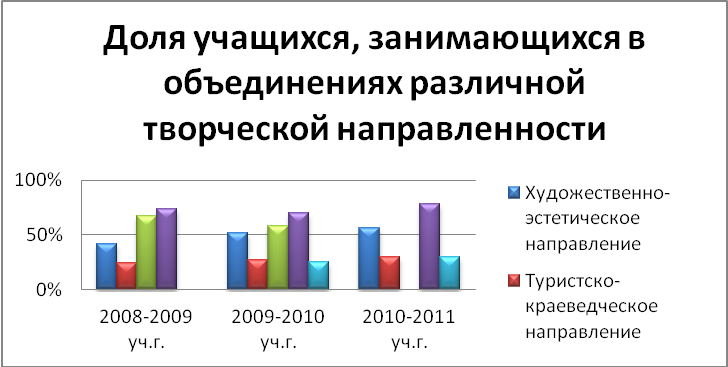 Доля учащихся, занимающихся в
объединениях различной
творческой направленности
100%
50%
0%
2008-2009
уч.г.
2009-2010
уч.г.
2010-2011
уч.г.
Художественно-
эстетическое
направление
Туристско-
краеведческое
направление